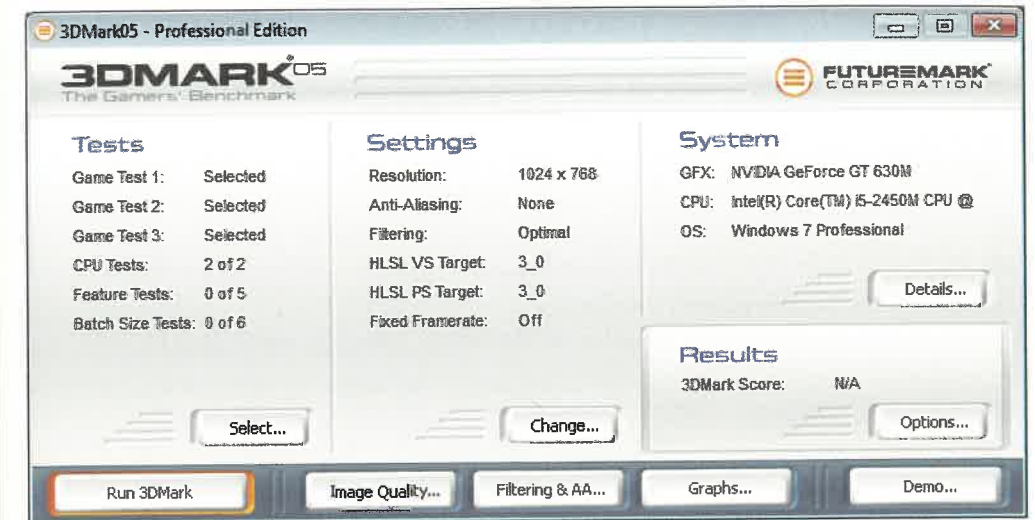 3DMark05 - Professional Edition
3DMARK05
The Gamers' Benchmark
FUTUREMARK
CORPORATION
Tests
Game Test 1: Selected
Game Test 2: Selected
Game Test 3: Selected
CPU Tests: 2 of 2
Feature Tests: 0 of 5
Batch Size Tests: 0 of 6
Select...
Settings
Resolution: 1024 x 768
Anti-Aliasing: None
Filtering: Optimal
HLSL VS Target: 3_0
HLSL PS Target: 3_0
Fixed Framerate: Off
Change...
System
GFX: NVIDIA GeForce GT 630M
CPU: Intel(R) Core(TM) i5-2450M CPU @
OS: Windows 7 Professional
Details...
Results
3DMark Score: N/A
Options...
Run 3DMark
Image Quality...
Filtering & AA...
Graphs...
Demo...